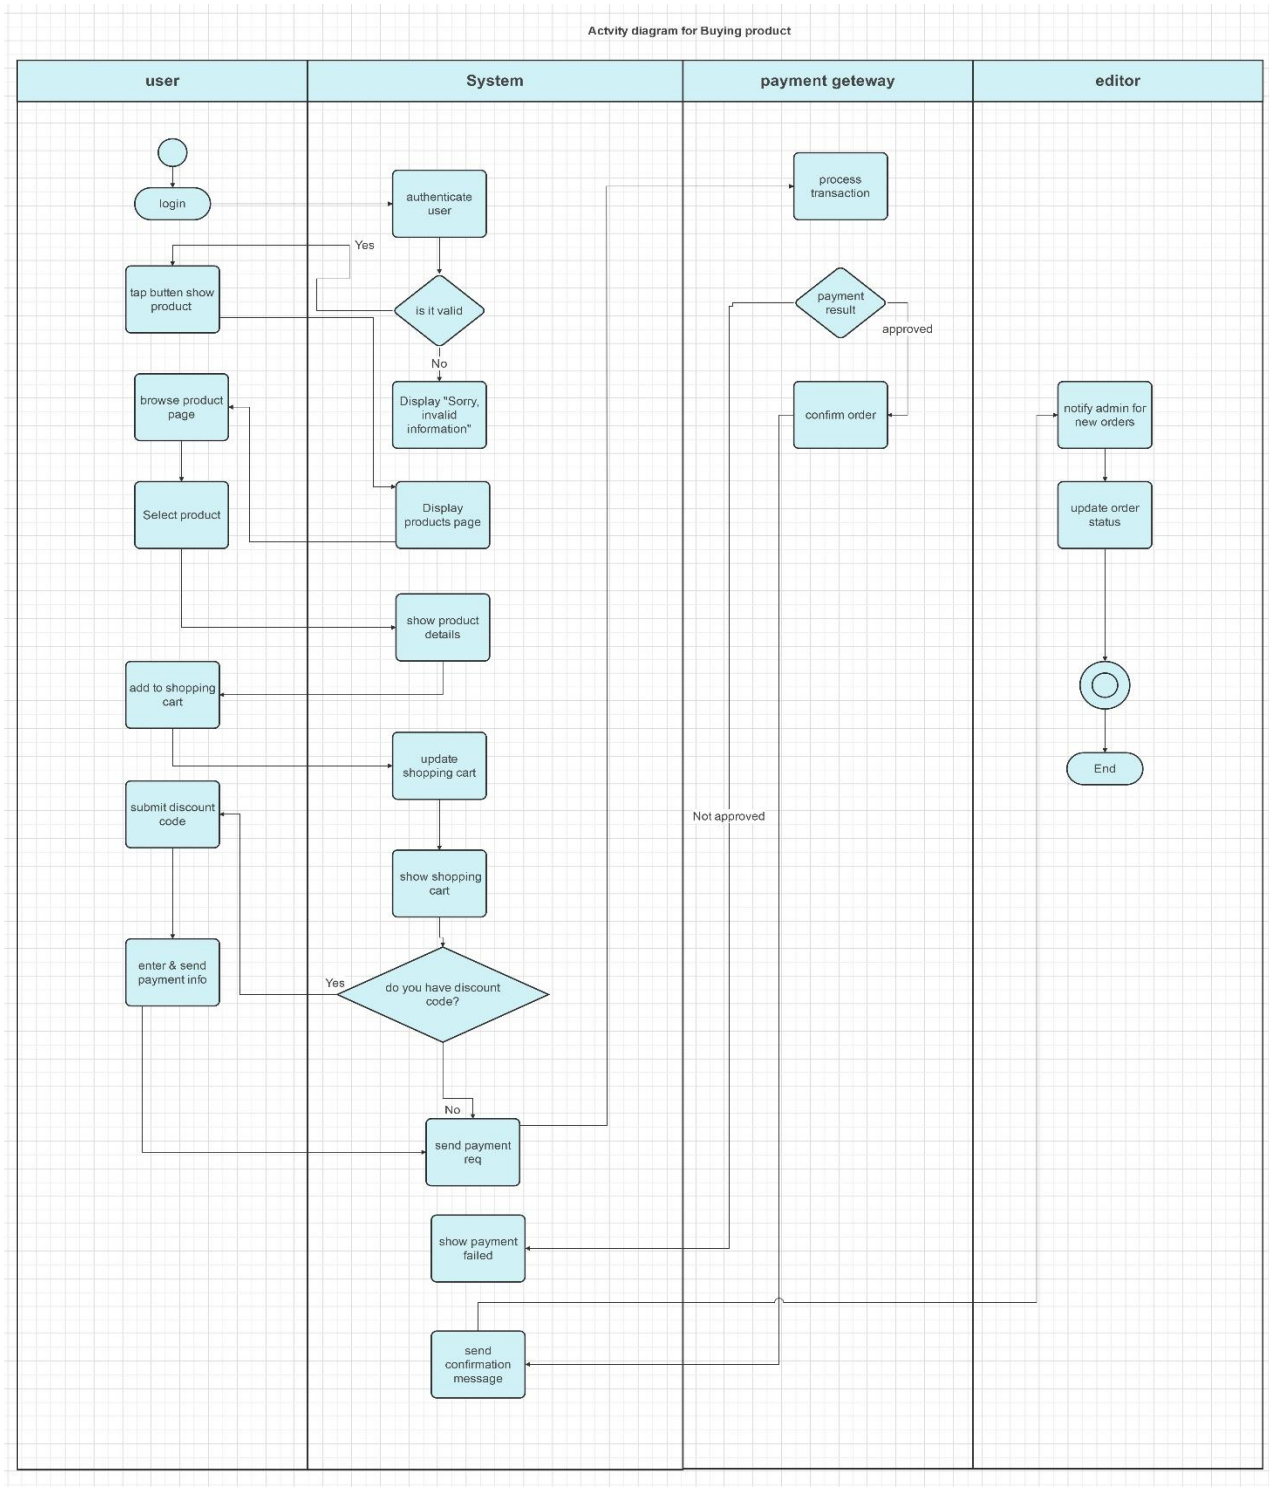 Actvity diagram for Buying product
user
System
payment geteway
editor
login
authenticate
user
process
transaction
Yes
tap butten show
product
is it valid
payment
result
approved
No
browse product
page
Display "Sorry,
invalid
information"
confirm order
notify admin for
new orders
Select product
Display
products page
update order
status
show product
details
add to shopping
cart
update
shopping cart
End
submit discount
code
Not approved
show shopping
cart
enter & send
payment info
Yes
do you have discount
code?
No
send payment
req
show payment
failed
send
confirmation
message